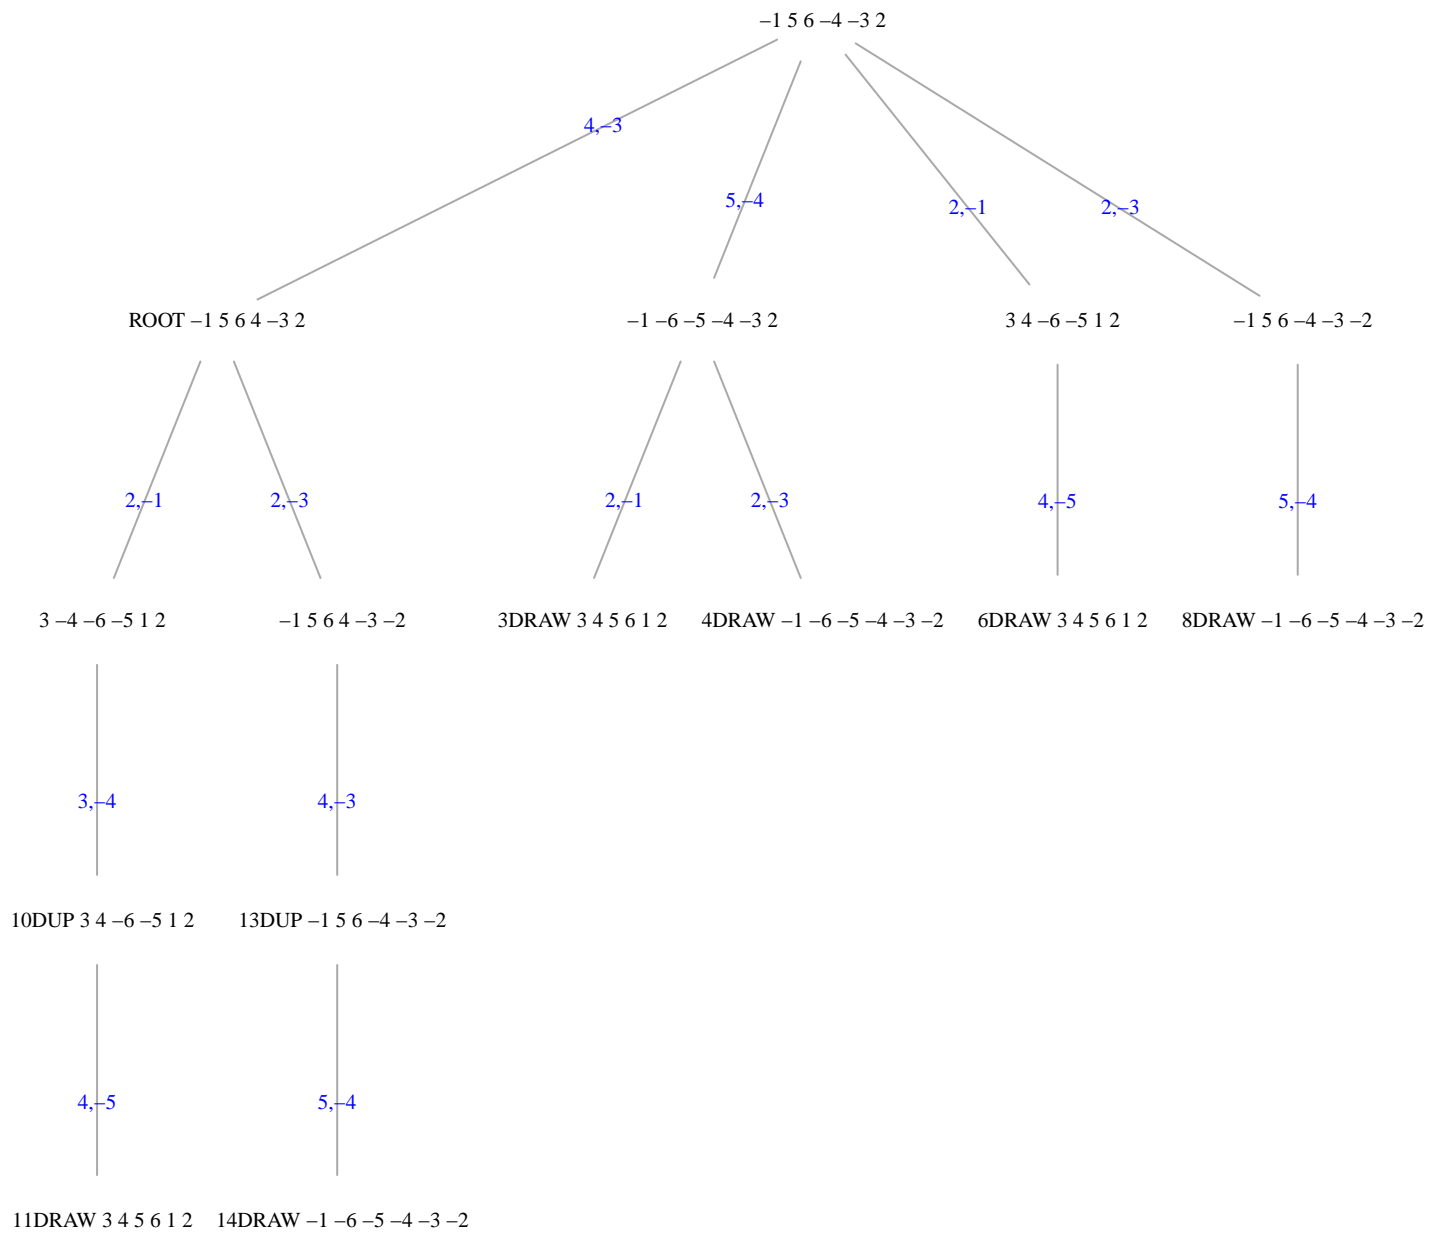 –1 5 6 –4 –3 2
4,–3
5,–4
2,–1
2,–3
ROOT –1 5 6 4 –3 2
–1 –6 –5 –4 –3 2
3 4 –6 –5 1 2
–1 5 6 –4 –3 –2
2,–1
2,–3
2,–1
2,–3
4,–5
5,–4
3 –4 –6 –5 1 2
–1 5 6 4 –3 –2
3DRAW 3 4 5 6 1 2
4DRAW –1 –6 –5 –4 –3 –2
6DRAW 3 4 5 6 1 2
8DRAW –1 –6 –5 –4 –3 –2
3,–4
4,–3
10DUP 3 4 –6 –5 1 2
13DUP –1 5 6 –4 –3 –2
4,–5
5,–4
11DRAW 3 4 5 6 1 2
14DRAW –1 –6 –5 –4 –3 –2